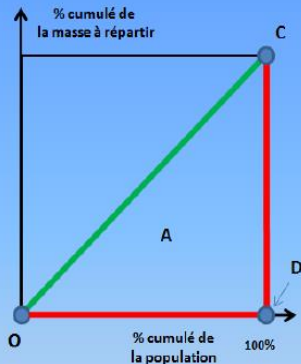 % cumulé de
la masse à répartir
C
A
D
O
% cumulé de
la population
100%